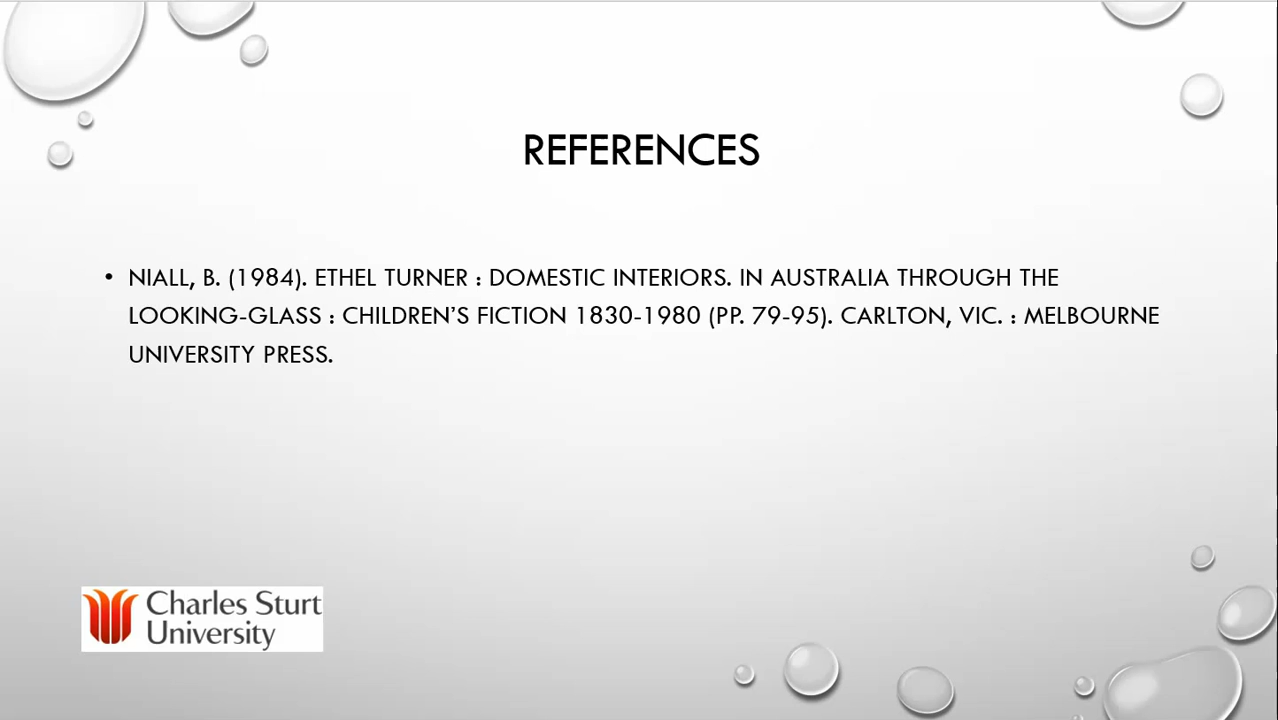 REFERENCES
• NIALL, B. (1984). ETHEL TURNER : DOMESTIC INTERIORS. IN AUSTRALIA THROUGH THE
LOOKING-GLASS : CHILDREN’S FICTION 1830-1980 (PP. 79-95). CARLTON, VIC. : MELBOURNE
UNIVERSITY PRESS.
Charles Sturt
University